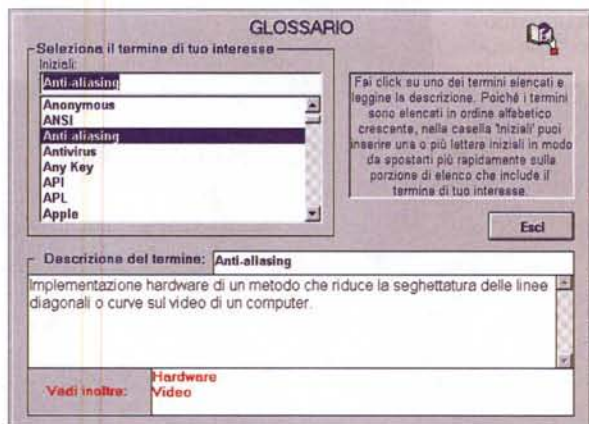 GLOSSARIO
Seleziona il termine di tuo interesse
Iniziali:
Anti-aliasing
Anonymous
ANSI
Anti aliasing
Antivirus
Any Key
API
APL
Apple
Fai click su uno dei termini elencati e
leggine la descrizione. Poiché i termini
sono elencati in ordine alfabetico
crescente, nella casella 'Iniziali' puoi
inserire una o più lettere iniziali in modo
da spostarti più rapidamente sulla
porzione di elenco che include il
termine di tuo interesse.
Esci
Descrizione del termine: Anti-aliasing
Implementazione hardware di un metodo che riduce la seghettatura delle linee
diagonali o curve sul video di un computer.
Vedi inoltre:
Hardware
Video